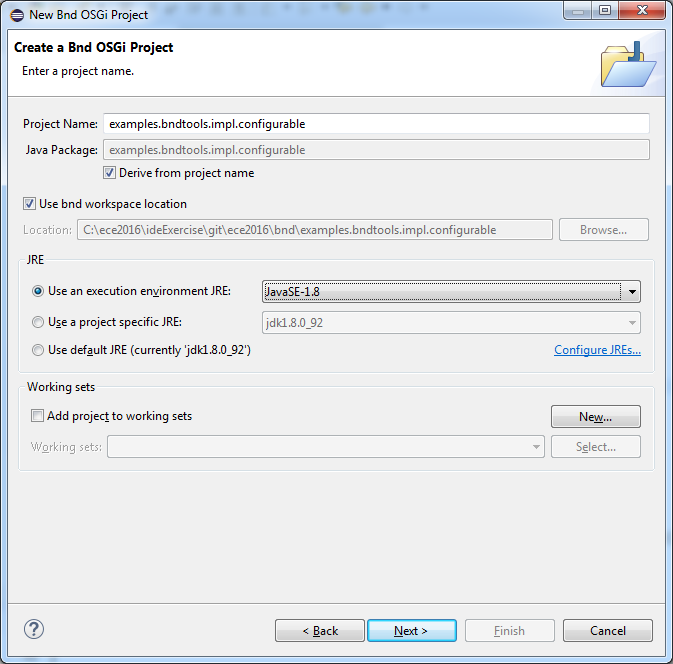 New Bnd OSGi Project
Create a Bnd OSGi Project
Enter a project name.
Project Name: examples.bndtools.impl.configurable
Java Package: examples.bndtools.impl.configurable
Derive from project name
Use bnd workspace location
Location: C:\ece2016\ideExercise\git\ece2016\bnd\examples.bndtools.impl.configurable Browse...
JRE
Use an execution environment JRE: JavaSE-1.8
Use a project specific JRE: jdk1.8.0_92
Use default JRE (currently 'jdk1.8.0_92') Configure JREs...
Working sets
Add project to working sets New...
Working sets: Select...
? < Back Next > Finish Cancel